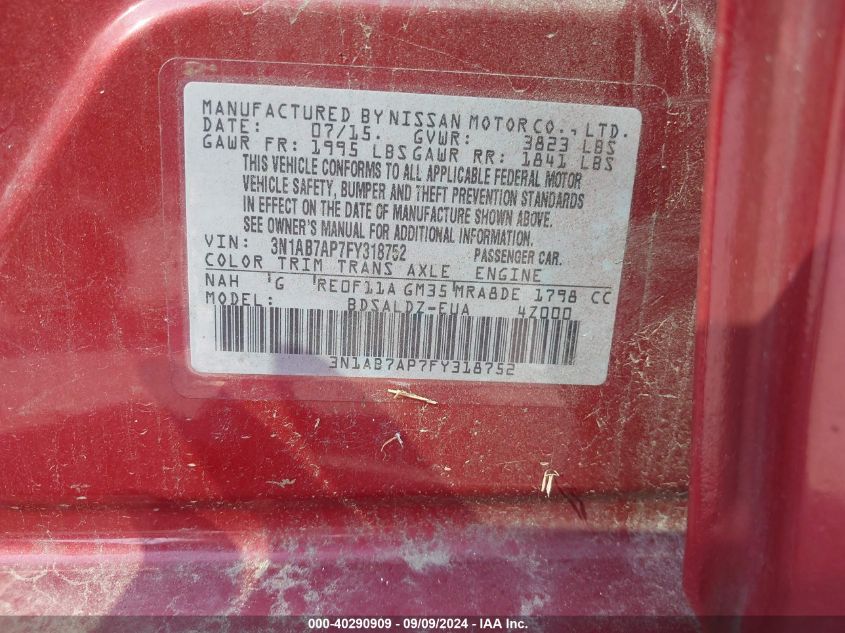 MANUFACTURED BY NISSAN MOTOR CO., LTD.
DATE: 07/15. GVWR: 3823 LBS
GAWR FR: 1995 LBS GAWR RR: 1841 LBS
THIS VEHICLE CONFORMS TO ALL APPLICABLE FEDERAL MOTOR
VEHICLE SAFETY, BUMPER AND THEFT PREVENTION STANDARDS
IN EFFECT ON THE DATE OF MANUFACTURE SHOWN ABOVE.
SEE OWNER'S MANUAL FOR ADDITIONAL INFORMATION.
VIN: 3N1AB7AP7FY318752 PASSENGER CAR.
COLOR TRIM TRANS AXLE ENGINE
NAH G RE0F11A GM35 MRA8DE 1798 CC
MODEL: BDSALDZ-EUA 47000
3N1AB7AP7FY318752
000-40290909 - 09/09/2024 - IAA Inc.